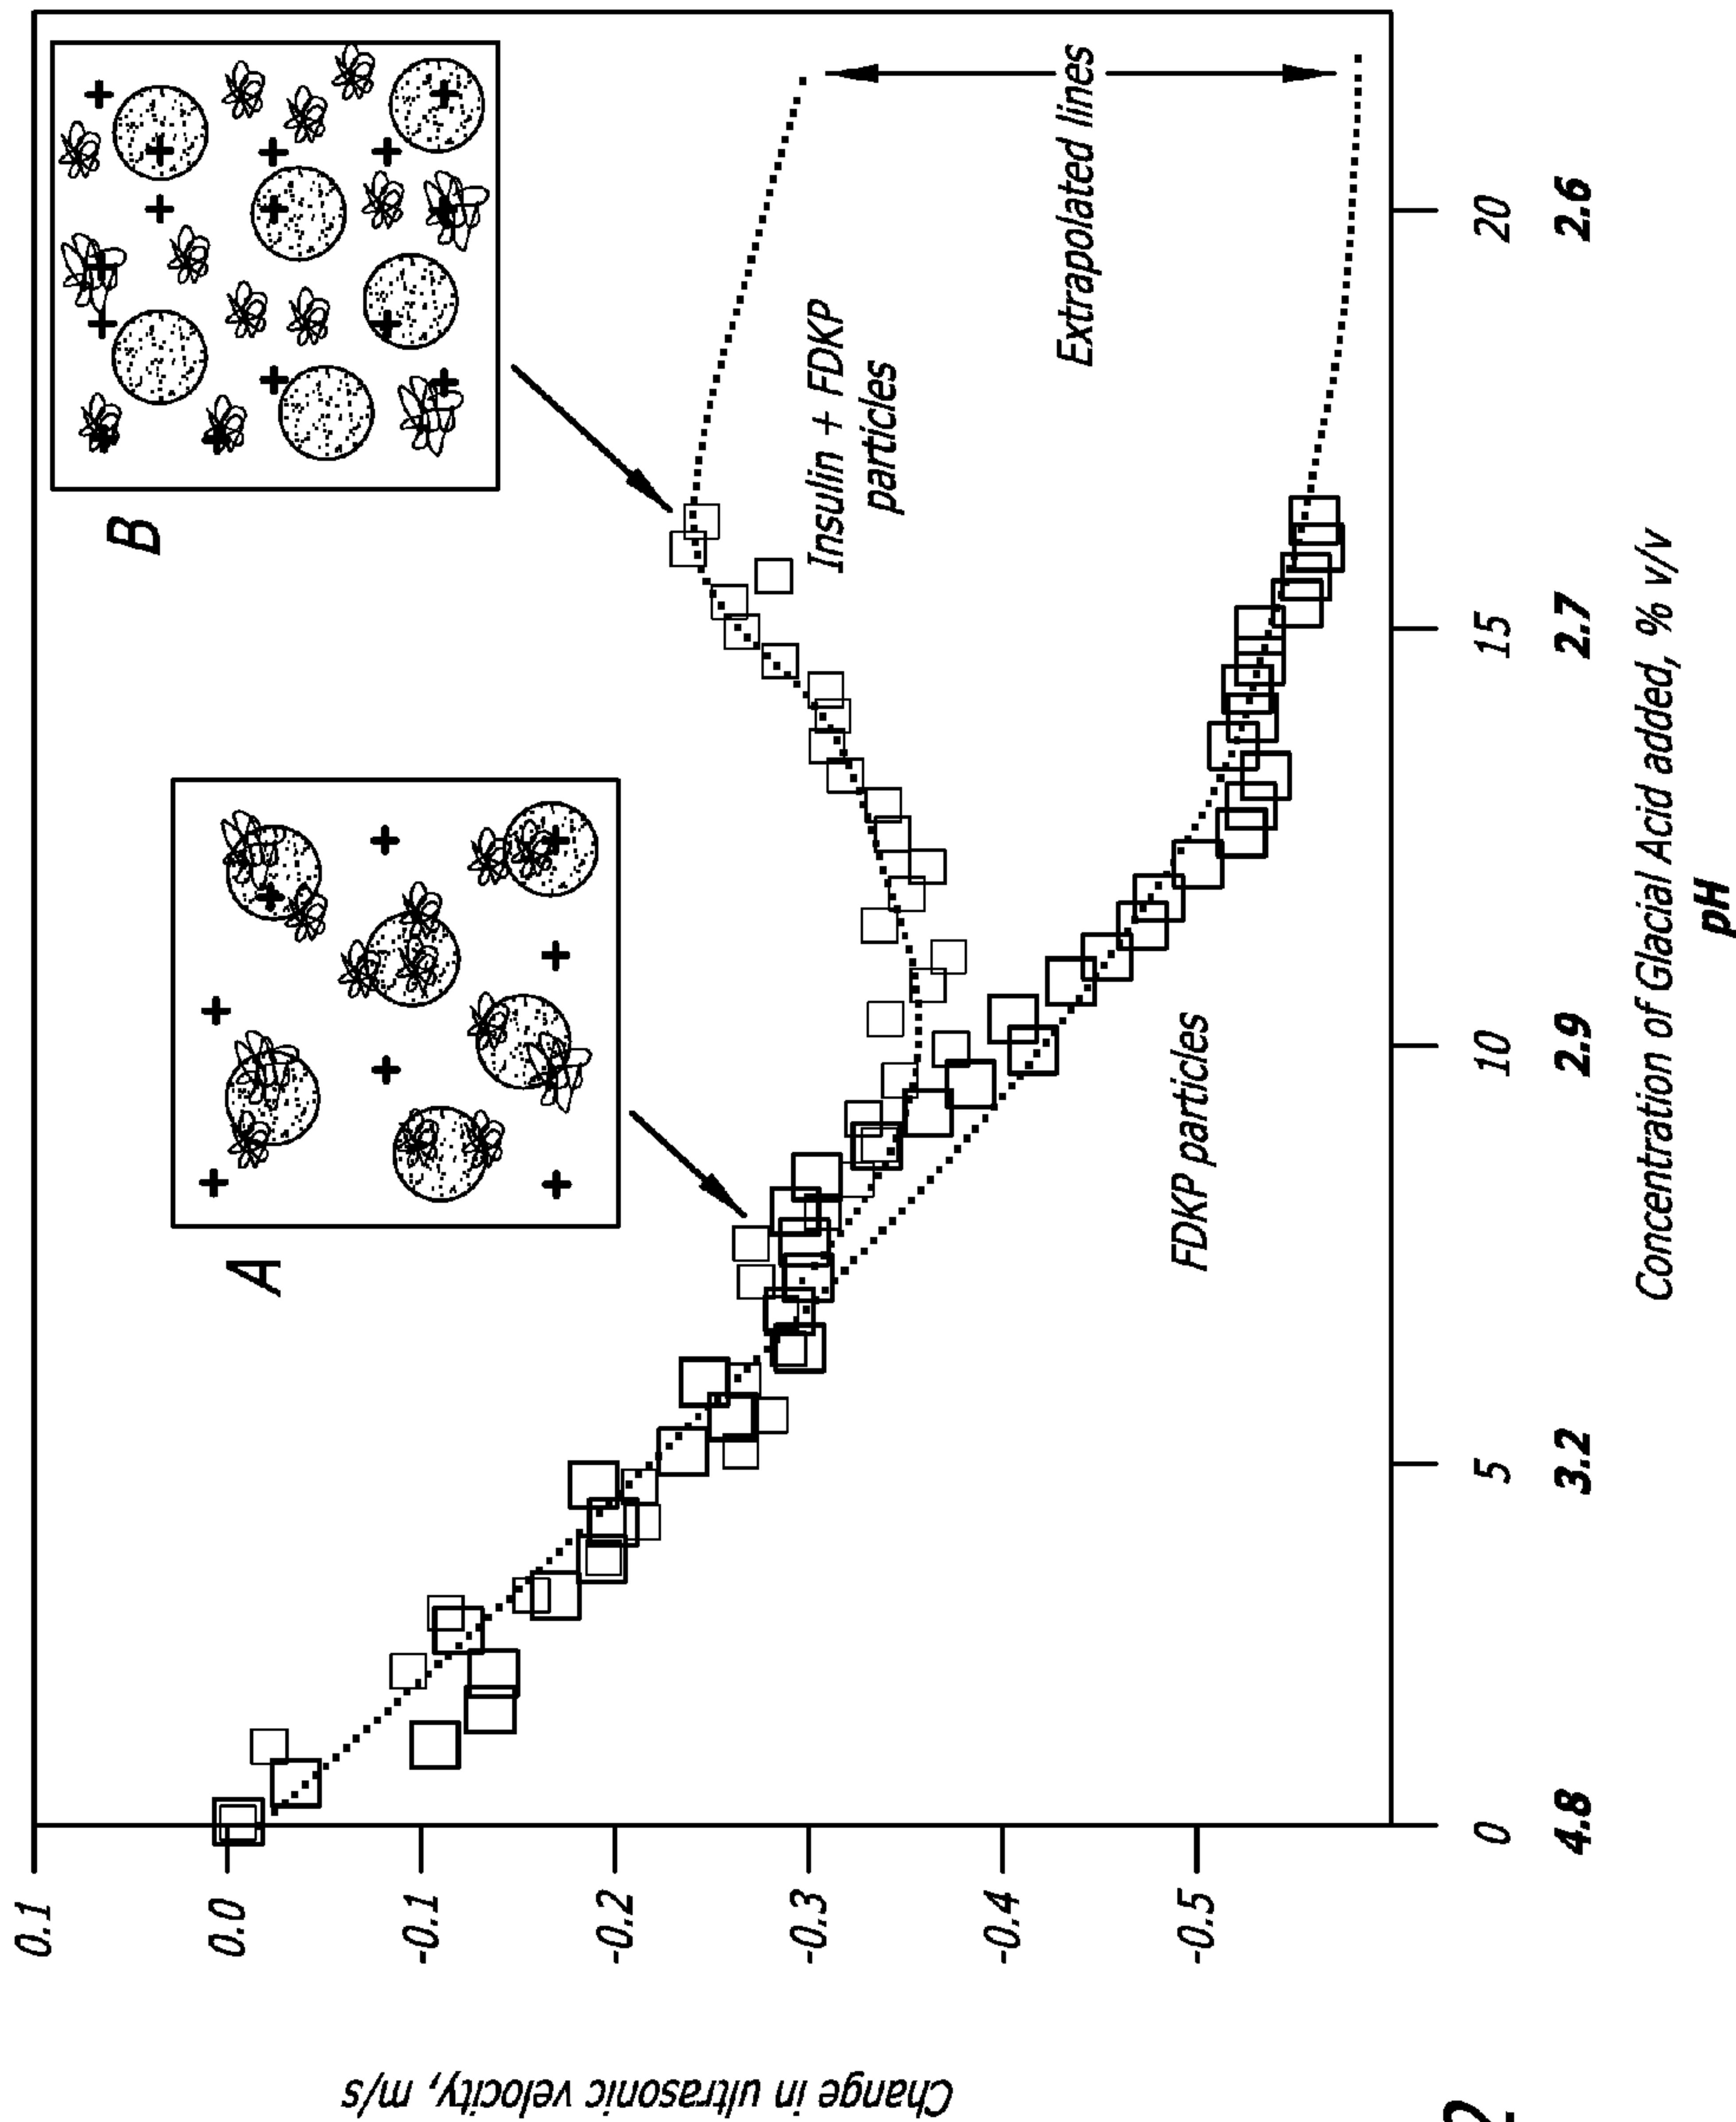 Change in ultrasonic velocity, m/s
0.1
0.0
-0.1
-0.2
-0.3
-0.4
-0.5
A
B
Insulin + FDKP
particles
Extrapolated lines
FDKP particles
0 5 10 15 20
4.8 3.2 2.9 2.7 2.6
Concentration of Glacial Acid added, % v/v
pH